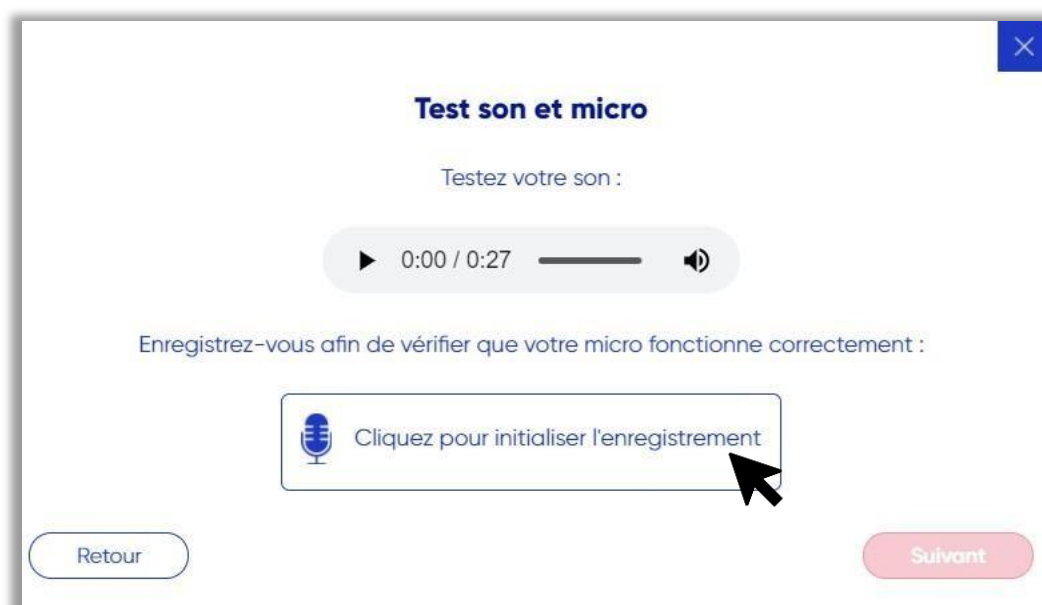 Test son et micro
Testez votre son :
0:00 / 0:27
Enregistrez-vous afin de vérifier que votre micro fonctionne correctement :
Cliquez pour initialiser l'enregistrement
Retour
Suivant